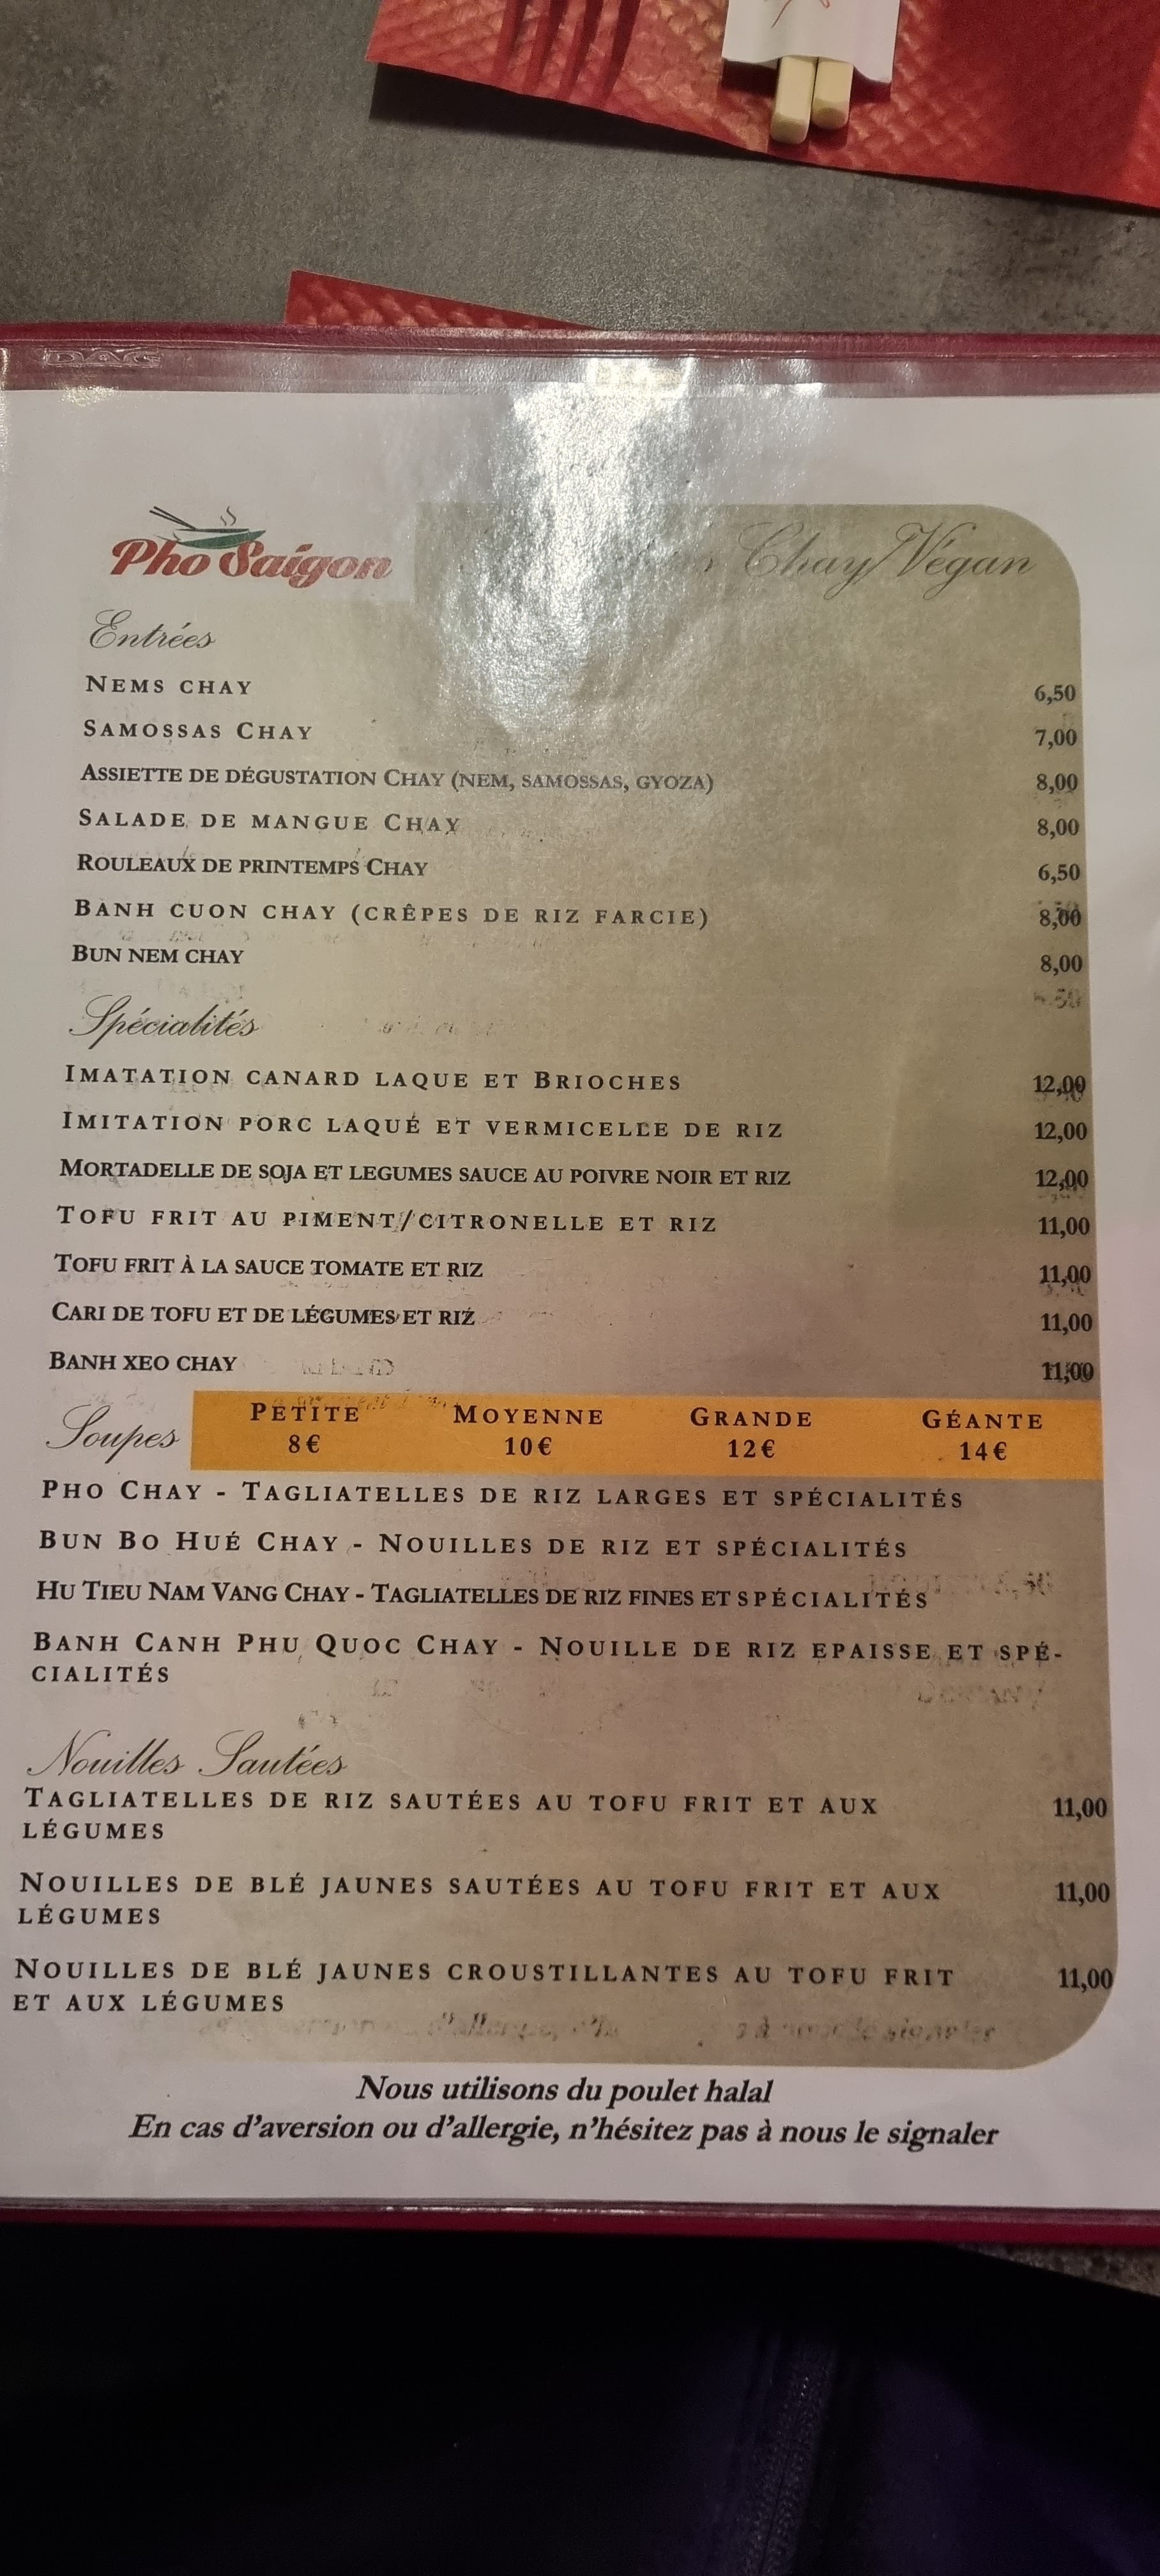 DAG
Pho Saigon
Chay/Végan
Entrées
NEMS CHAY 6,50
SAMOSSAS CHAY 7,00
ASSIETTE DE DÉGUSTATION CHAY (NEM, SAMOSSAS, GYOZA) 8,00
SALADE DE MANGUE CHAY 8,00
ROULEAUX DE PRINTEMPS CHAY 6,50
BANH CUON CHAY (CRÊPES DE RIZ FARCIE) 8,00
BUN NEM CHAY 8,00
Spécialités
IMATATION CANARD LAQUE ET BRIOCHES 12,00
IMITATION PORC LAQUÉ ET VERMICELLE DE RIZ 12,00
MORTADELLE DE SOJA ET LEGUMES SAUCE AU POIVRE NOIR ET RIZ 12,00
TOFU FRIT AU PIMENT/CITRONELLE ET RIZ 11,00
TOFU FRIT À LA SAUCE TOMATE ET RIZ 11,00
CARI DE TOFU ET DE LÉGUMES ET RIZ 11,00
BANH XEO CHAY 11,00
Soupes
PETITE MOYENNE GRANDE GÉANTE
8€ 10€ 12€ 14€
PHO CHAY - TAGLIATELLES DE RIZ LARGES ET SPÉCIALITÉS
BUN BO HUÉ CHAY - NOUILLES DE RIZ ET SPÉCIALITÉS
HU TIEU NAM VANG CHAY - TAGLIATELLES DE RIZ FINES ET SPÉCIALITÉS
BANH CANH PHU QUOC CHAY - NOUILLE DE RIZ EPAISSE ET SPÉ-
CIALITÉS
Nouilles Sautées
TAGLIATELLES DE RIZ SAUTÉES AU TOFU FRIT ET AUX 11,00
LÉGUMES
NOUILLES DE BLÉ JAUNES SAUTÉES AU TOFU FRIT ET AUX 11,00
LÉGUMES
NOUILLES DE BLÉ JAUNES CROUSTILLANTES AU TOFU FRIT 11,00
ET AUX LÉGUMES
Nous utilisons du poulet halal
En cas d'aversion ou d'allergie, n'hésitez pas à nous le signaler